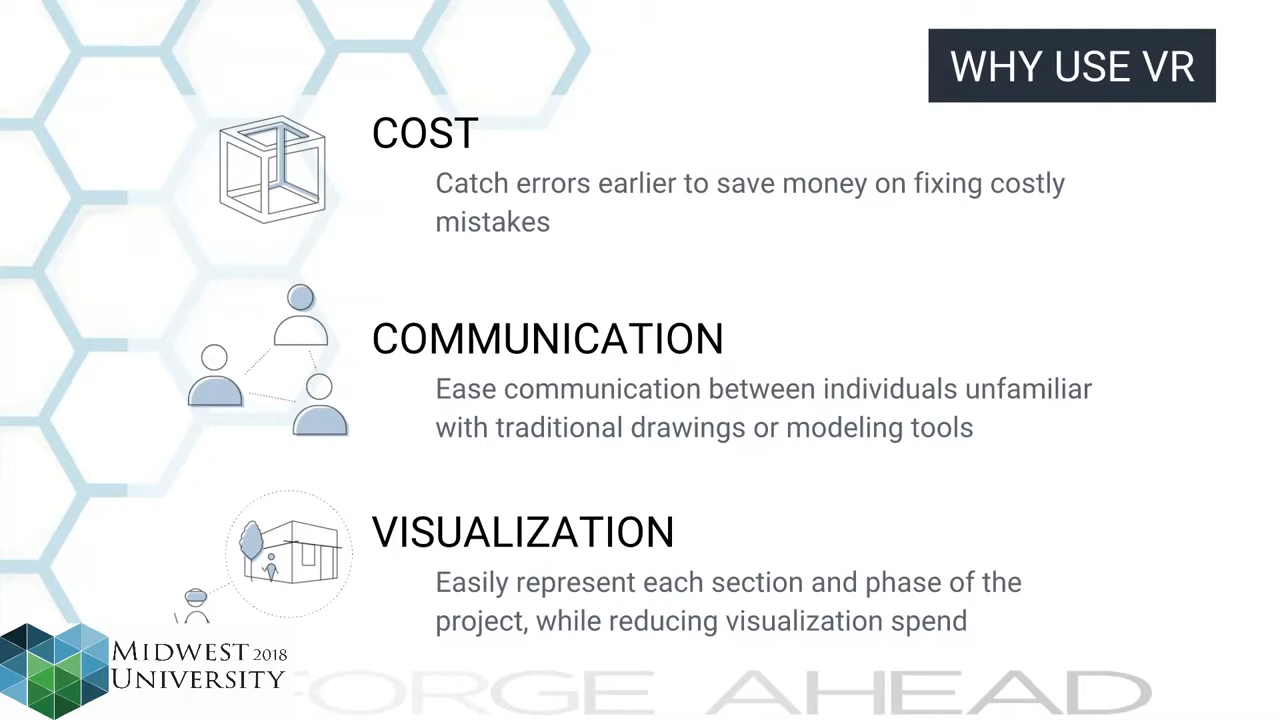 WHY USE VR
COST
Catch errors earlier to save money on fixing costly
mistakes
COMMUNICATION
Ease communication between individuals unfamiliar
with traditional drawings or modeling tools
VISUALIZATION
Easily represent each section and phase of the
project, while reducing visualization spend
MIDWEST 2018
UNIVERSITY
FORGE AHEAD